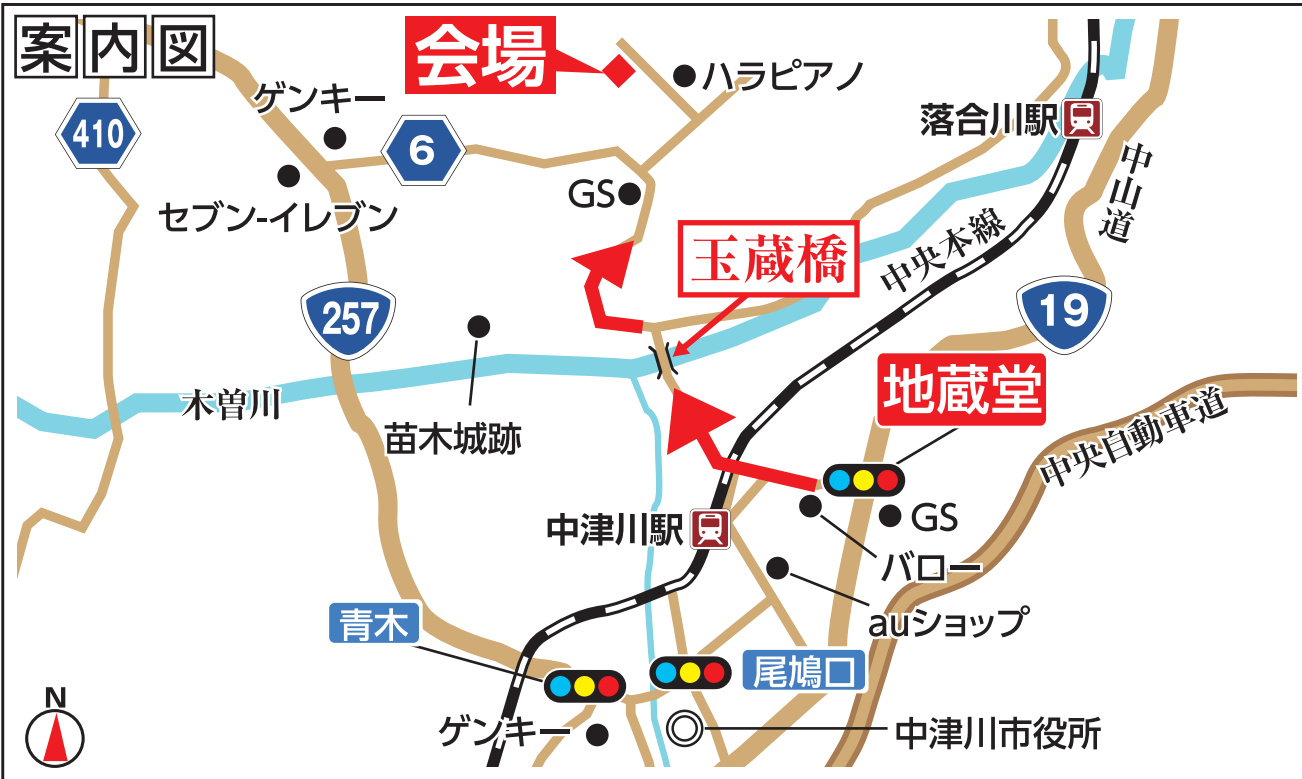 案内図
会場
ハラピアノ
ゲンキー
410
6
落合川駅
セブン-イレブン
GS
中山道
玉蔵橋
中央本線
257
19
地蔵堂
木曽川
苗木城跡
中央自動車道
中津川駅
GS
バロー
auショップ
青木
尾鳩口
N
ゲンキー
中津川市役所